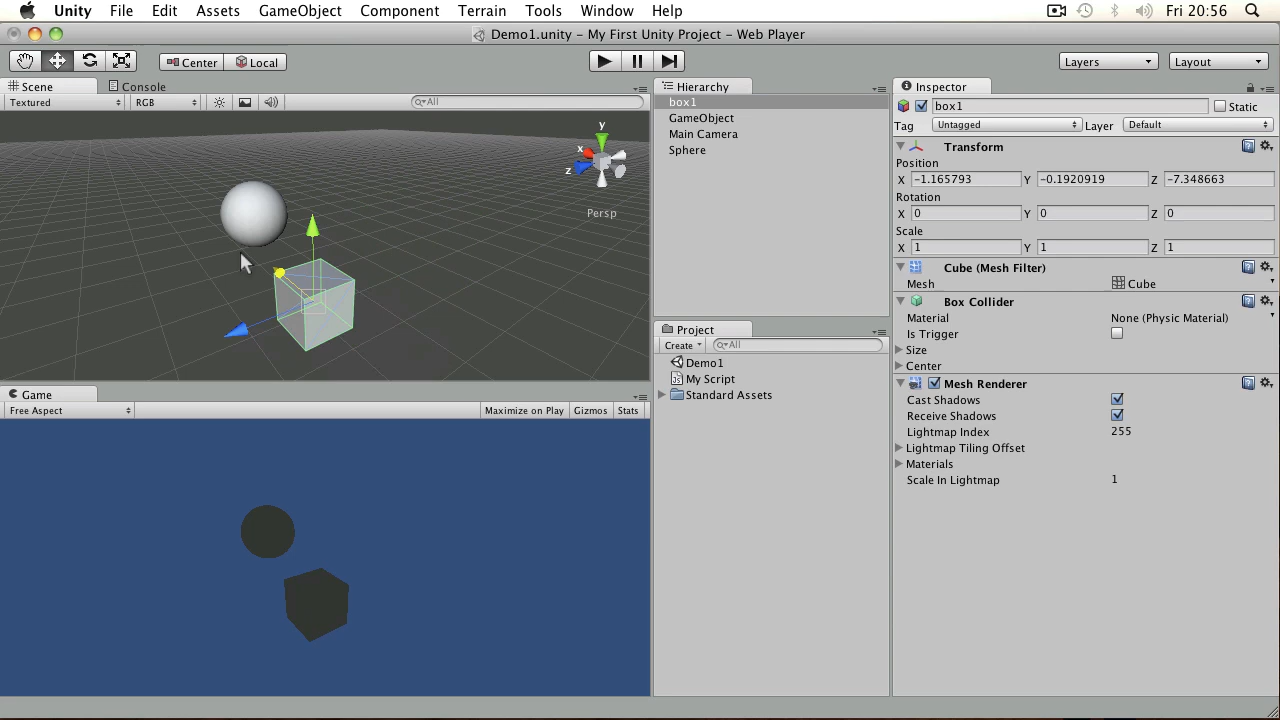 Unity File Edit Assets GameObject Component Terrain Tools Window Help Fri 20:56
Demo1.unity – My First Unity Project – Web Player
Center Local Layers Layout
Scene Console
Textured RGB All
y
x
z
Persp
Game
Free Aspect Maximize on Play Gizmos Stats
Hierarchy
box1
GameObject
Main Camera
Sphere
Project
Create All
Demo1
My Script
Standard Assets
Inspector
box1 Static
Tag Untagged Layer Default
Transform
Position
X -1.165793 Y -0.1920919 Z -7.348663
Rotation
X 0 Y 0 Z 0
Scale
X 1 Y 1 Z 1
Cube (Mesh Filter)
Mesh Cube
Box Collider
Material None (Physic Material)
Is Trigger
Size
Center
Mesh Renderer
Cast Shadows
Receive Shadows
Lightmap Index 255
Lightmap Tiling Offset
Materials
Scale In Lightmap 1